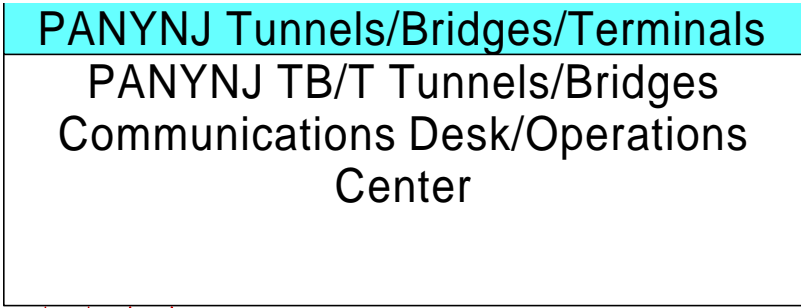 PANYNJ Tunnels/Bridges/Terminals
PANYNJ TB/T Tunnels/Bridges
Communications Desk/Operations
Center